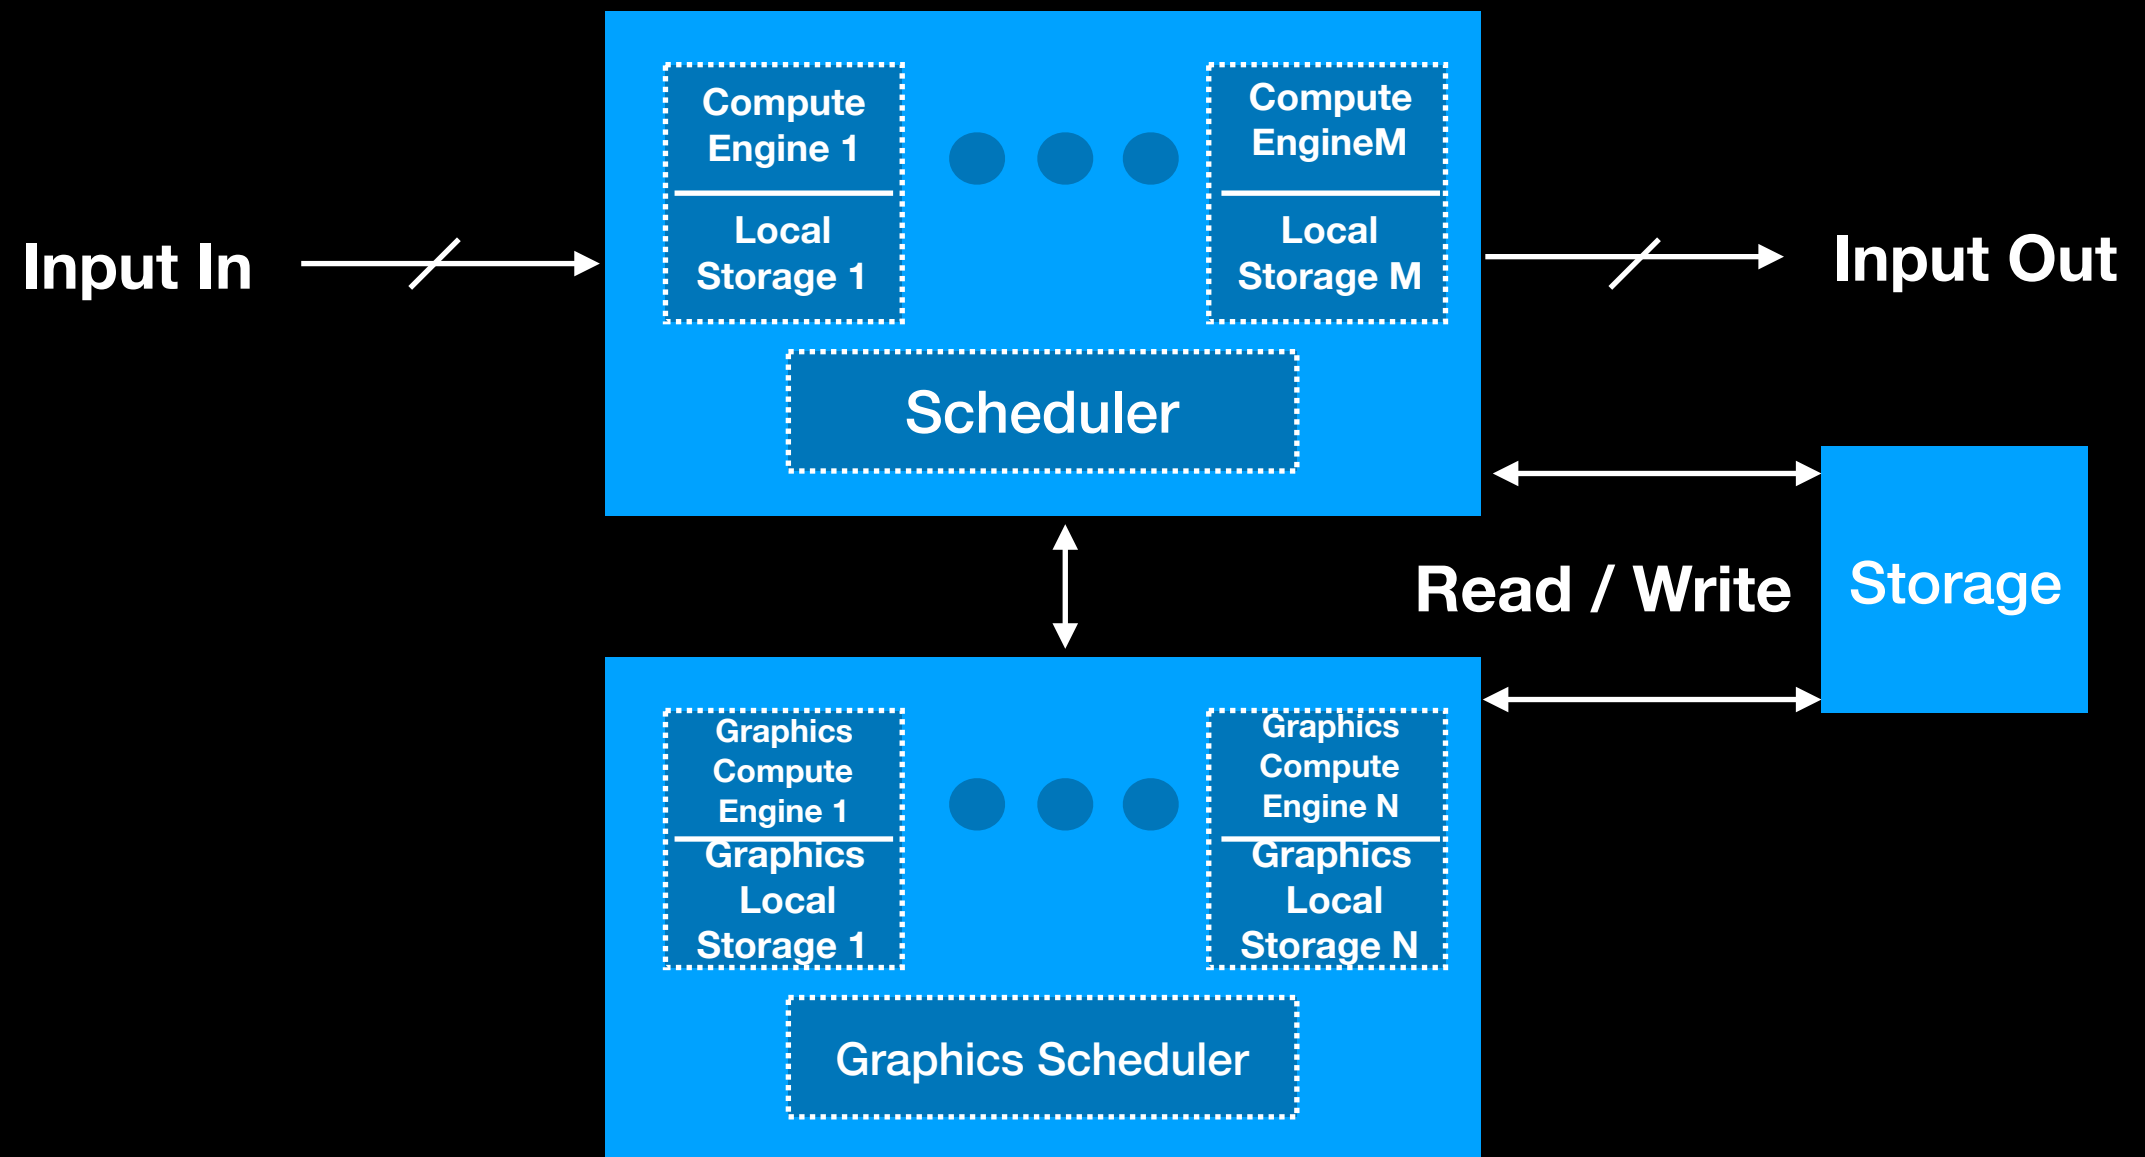 Compute
Engine 1
Local
Storage 1
Compute
EngineM
Local
Storage M
Input In
Input Out
Scheduler
Read / Write
Storage
Graphics
Compute
Engine 1
Graphics
Local
Storage 1
Graphics
Compute
Engine N
Graphics
Local
Storage N
Graphics Scheduler